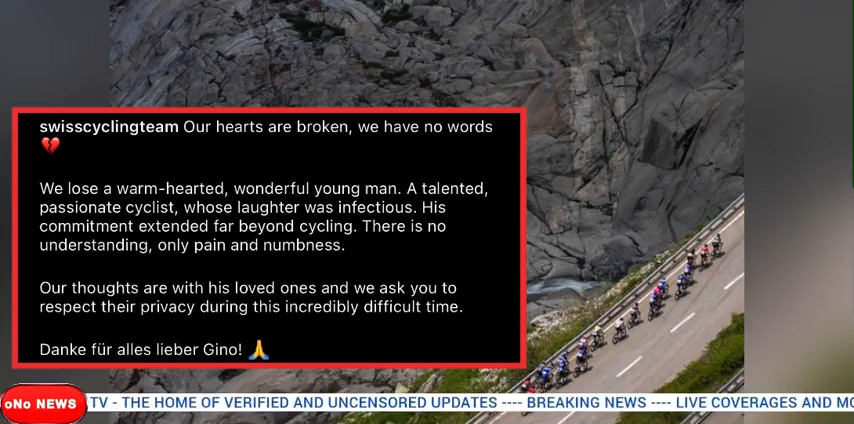 swisscyclingteam Our hearts are broken, we have no words
💔
We lose a warm-hearted, wonderful young man. A talented,
passionate cyclist, whose laughter was infectious. His
commitment extended far beyond cycling. There is no
understanding, only pain and numbness.
Our thoughts are with his loved ones and we ask you to
respect their privacy during this incredibly difficult time.
Danke für alles lieber Gino! 🙏
oNo NEWS
TV - THE HOME OF VERIFIED AND UNCENSORED UPDATES ---- BREAKING NEWS ---- LIVE COVERAGES AND MO